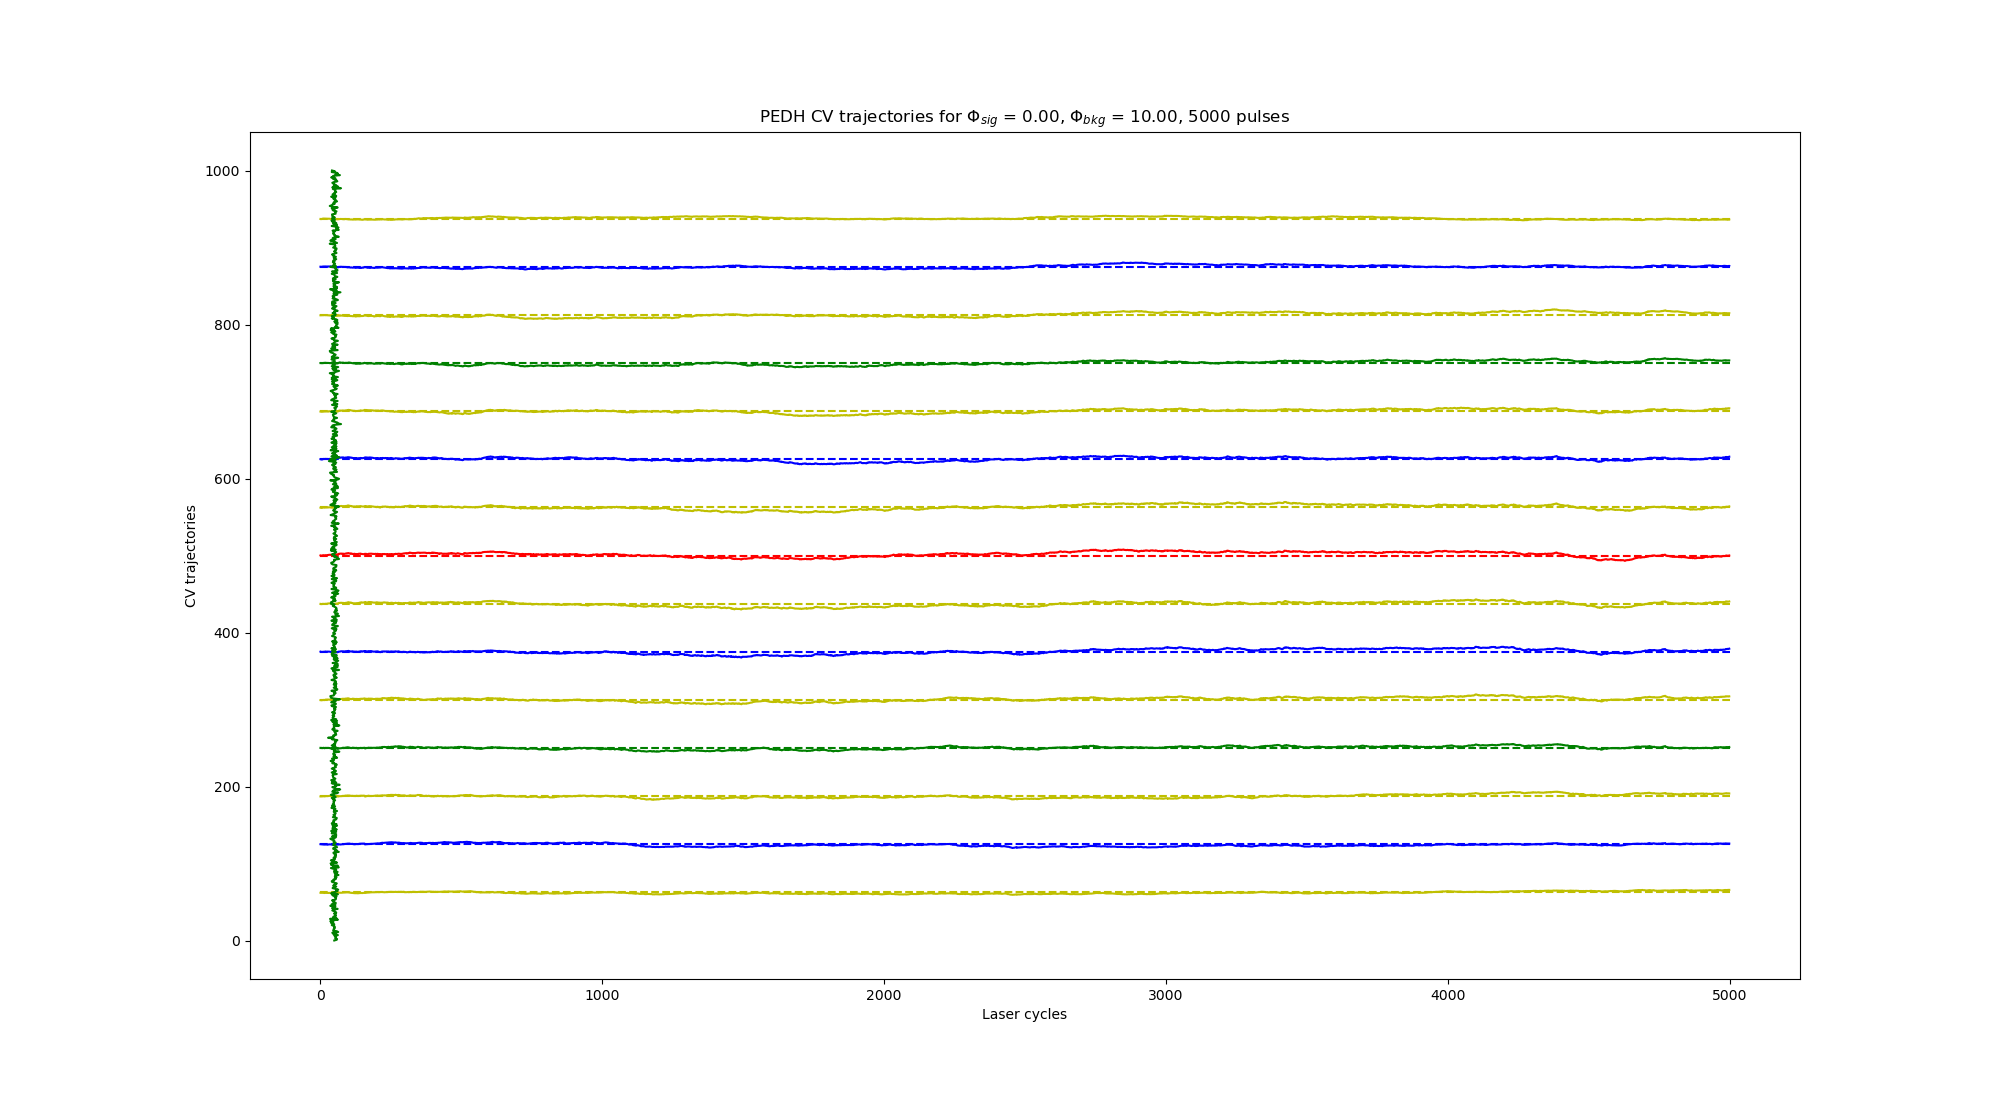 PEDH CV trajectories for Φsig = 0.00, Φbkg = 10.00, 5000 pulses
CV trajectories
1000
800
600
400
200
0
0 1000 2000 3000 4000 5000
Laser cycles